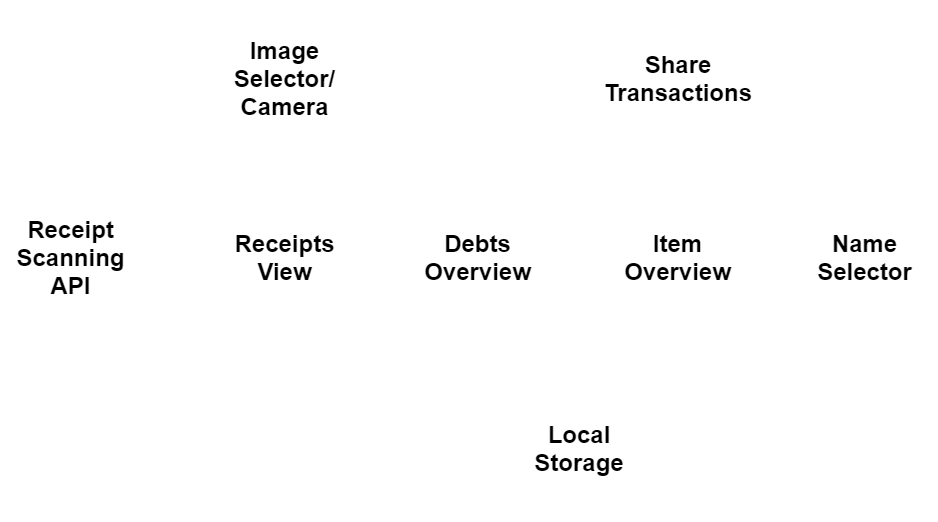 Image
Selector/
Camera
Share
Transactions
Receipt
Scanning
API
Receipts
View
Debts
Overview
Item
Overview
Name
Selector
Local
Storage